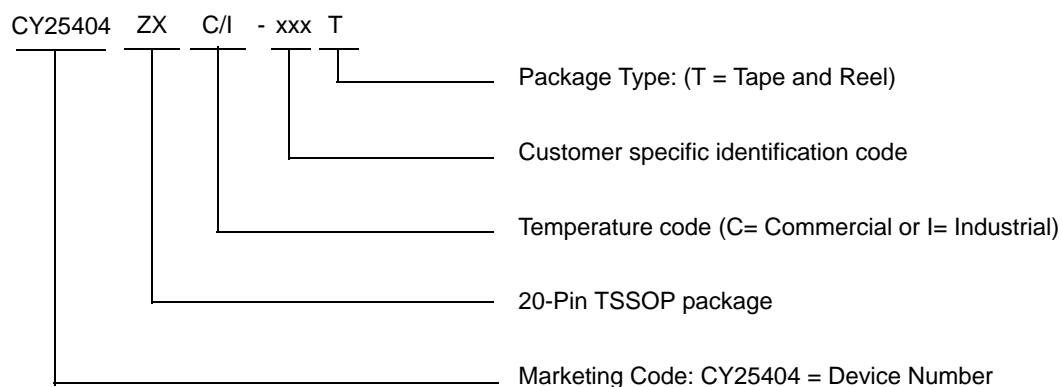 CY25404 ZX C/I - xxx T
Package Type: (T = Tape and Reel)
Customer specific identification code
Temperature code (C= Commercial or I= Industrial)
20-Pin TSSOP package
Marketing Code: CY25404 = Device Number